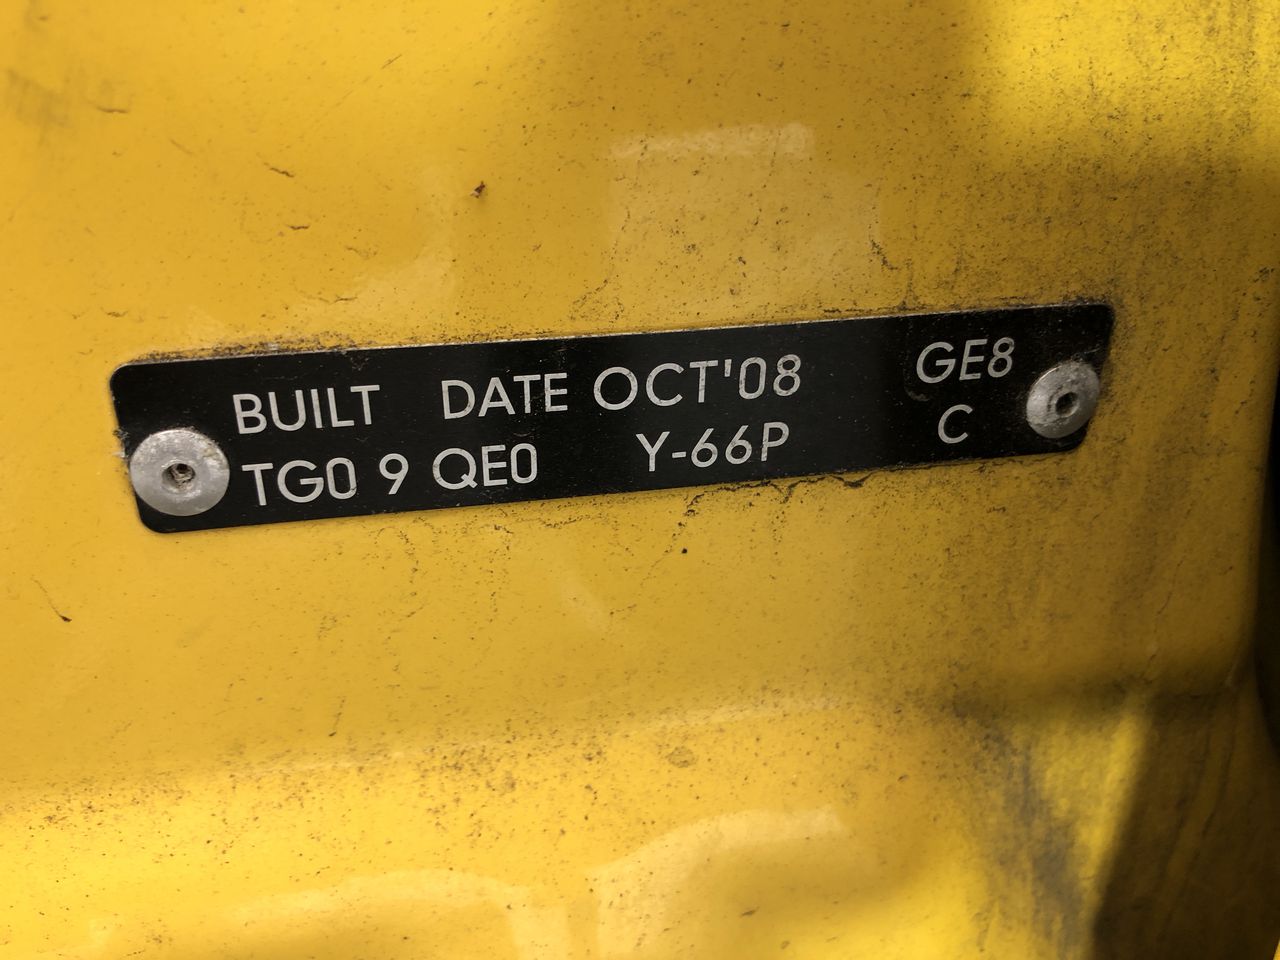 BUILT DATE OCT'08 GE8
TG0 9 QE0 Y-66P C